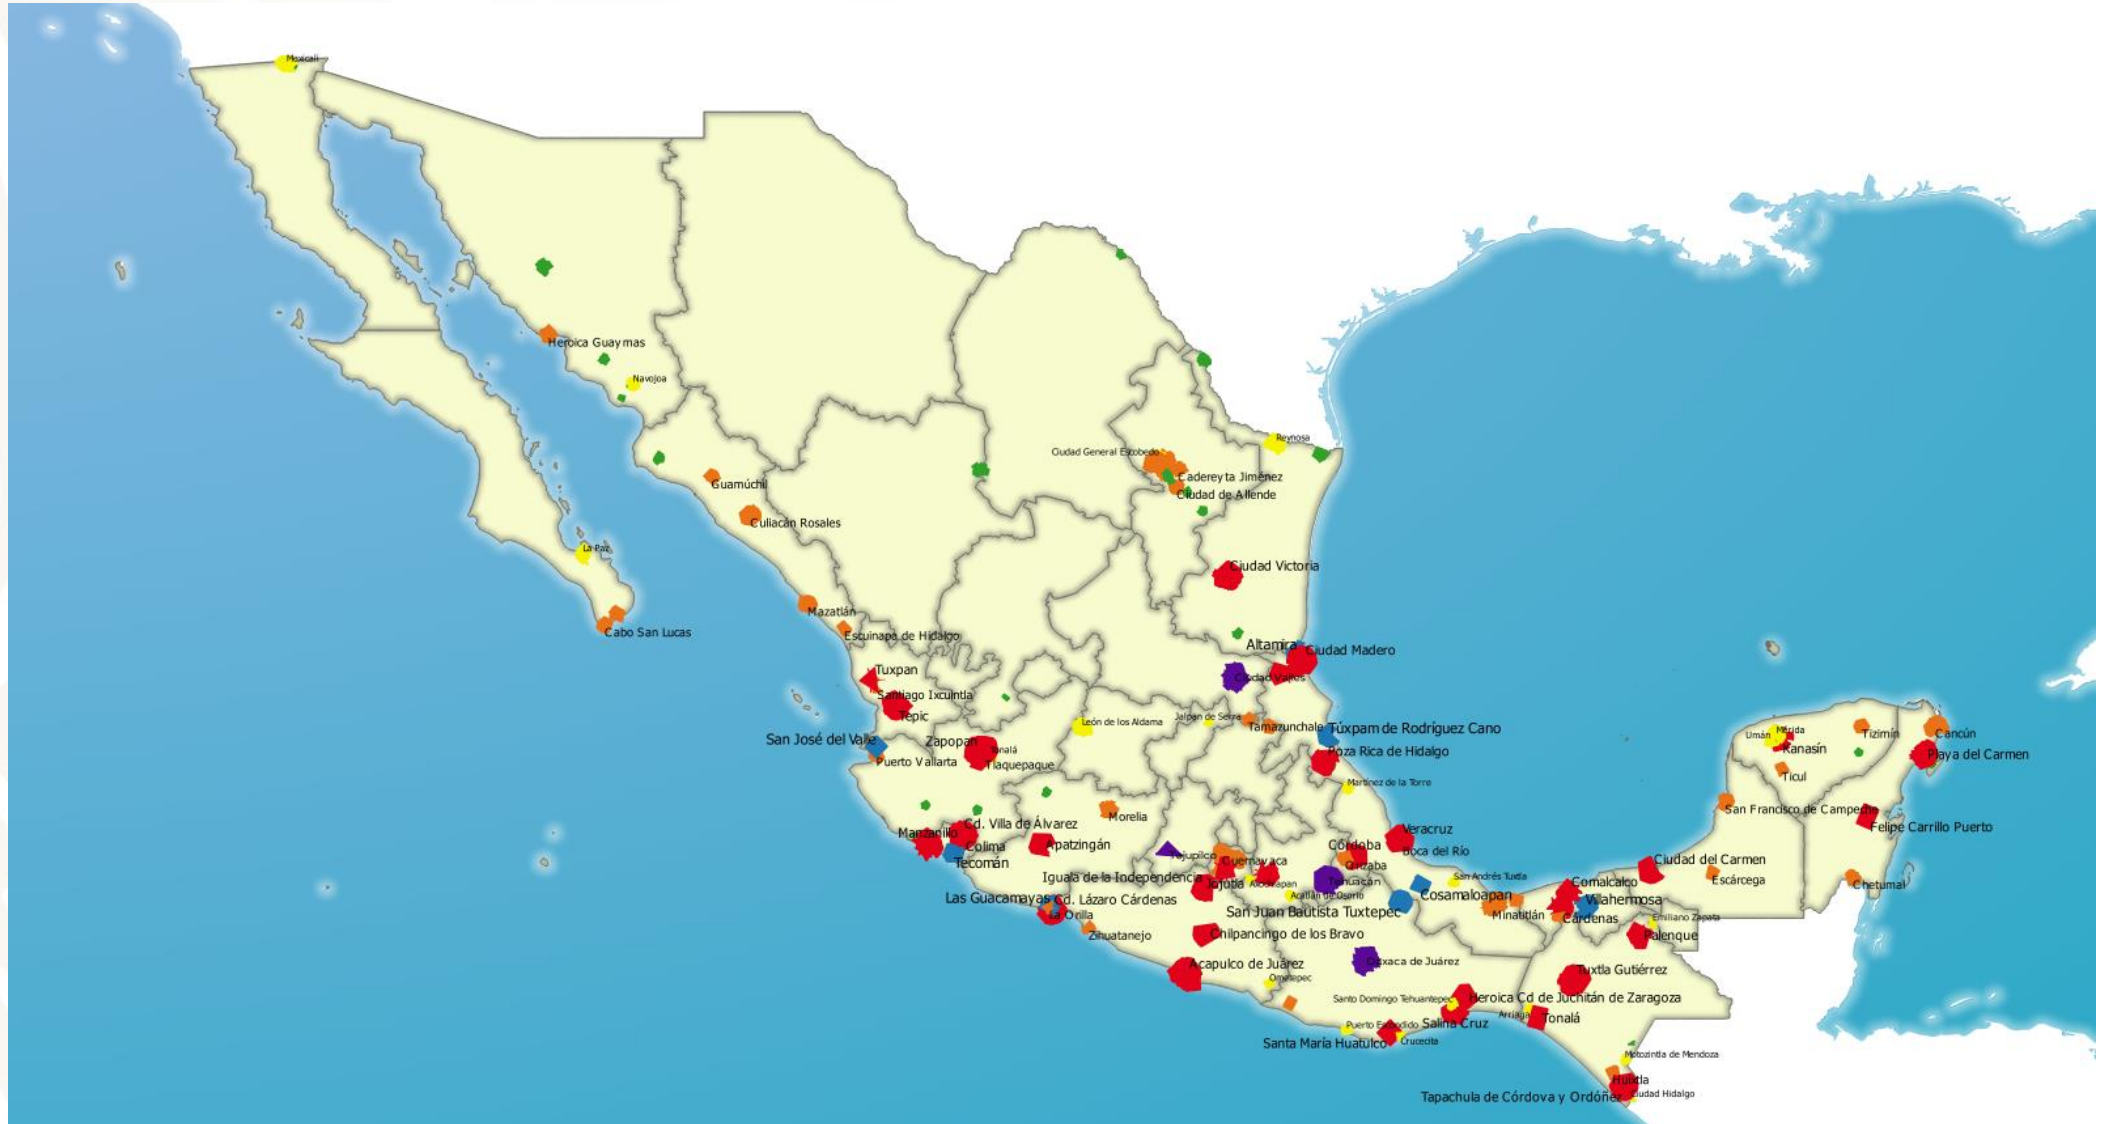 Mexicali
Heroica Guaymas
Navojoa
Reynosa
Ciudad General Escobedo
Cadereyta Jiménez
Guamúchil
Ciudad de Allende
Culiacán Rosales
La Paz
Ciudad Victoria
Mazatlán
Cabo San Lucas
Escuinapa de Hidalgo
Altamira
Ciudad Madero
Tuxpan
Ciudad Valles
Santiago Ixcuintla
Tepic
Jalpan de Serra
León de los Aldama
Tamazunchale
Túxpam de Rodríguez Cano
Mérida
Umán
Tizimín
Cancún
San José del Valle
Zapopan
Tonalá
Kanasín
Poza Rica de Hidalgo
Playa del Carmen
Puerto Vallarta
Tlaquepaque
Ticul
Martínez de la Torre
San Francisco de Campeche
Morelia
Cd. Villa de Álvarez
Felipe Carrillo Puerto
Manzanillo
Veracruz
Colima
Apatzingán
Córdoba
Boca del Río
Tejupilco
Cuernavaca
Orizaba
Ciudad del Carmen
Tecomán
Iguala de la Independencia
Jojutla
Tehuacán
San Andrés Tuxtla
Comalcalco
Escárcega
Chetumal
Acatlán de Osorio
Cosamaloapan
Las Guacamayas
Cd. Lázaro Cárdenas
Villahermosa
San Juan Bautista Tuxtepec
La Orilla
Minatitlán
Cárdenas
Emiliano Zapata
Zihuatanejo
Chilpancingo de los Bravo
Palenque
Acapulco de Juárez
Oaxaca de Juárez
Tuxtla Gutiérrez
Ometepec
Santo Domingo Tehuantepec
Heroica Cd de Juchitán de Zaragoza
Arriaga
Tonalá
Puerto Escondido
Salina Cruz
Santa María Huatulco
Crucecita
Motozintla de Mendoza
Huixtla
Tapachula de Córdova y Ordóñez
Ciudad Hidalgo